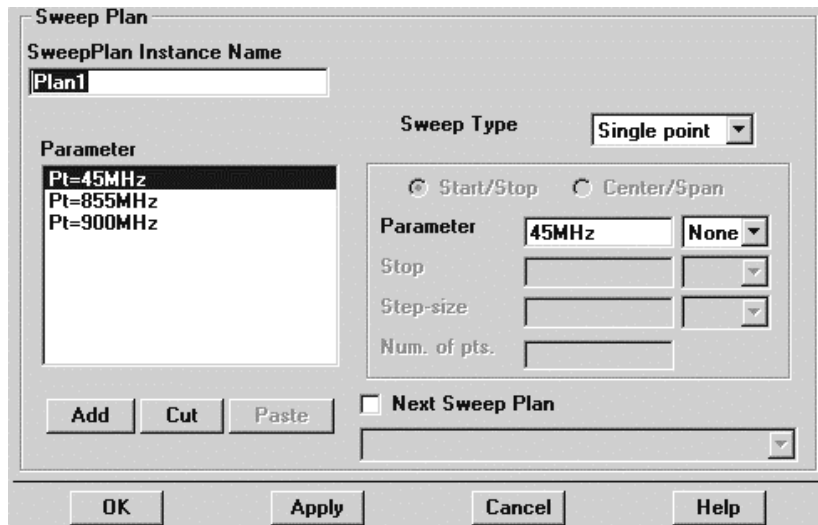 Sweep Plan
SweepPlan Instance Name
Plan1
Sweep Type
Single point
Parameter
Pt=45MHz
Pt=855MHz
Pt=900MHz
Start/Stop
Center/Span
Parameter
45MHz
None
Stop
Step-size
Num. of pts.
Add
Cut
Paste
Next Sweep Plan
OK
Apply
Cancel
Help